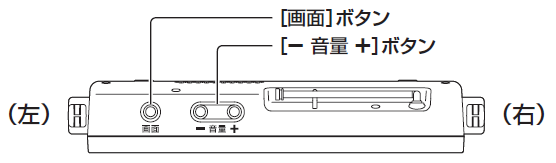 [画面]ボタン
[－ 音量 ＋]ボタン
（左）
（右）
画面
－ 音量 ＋